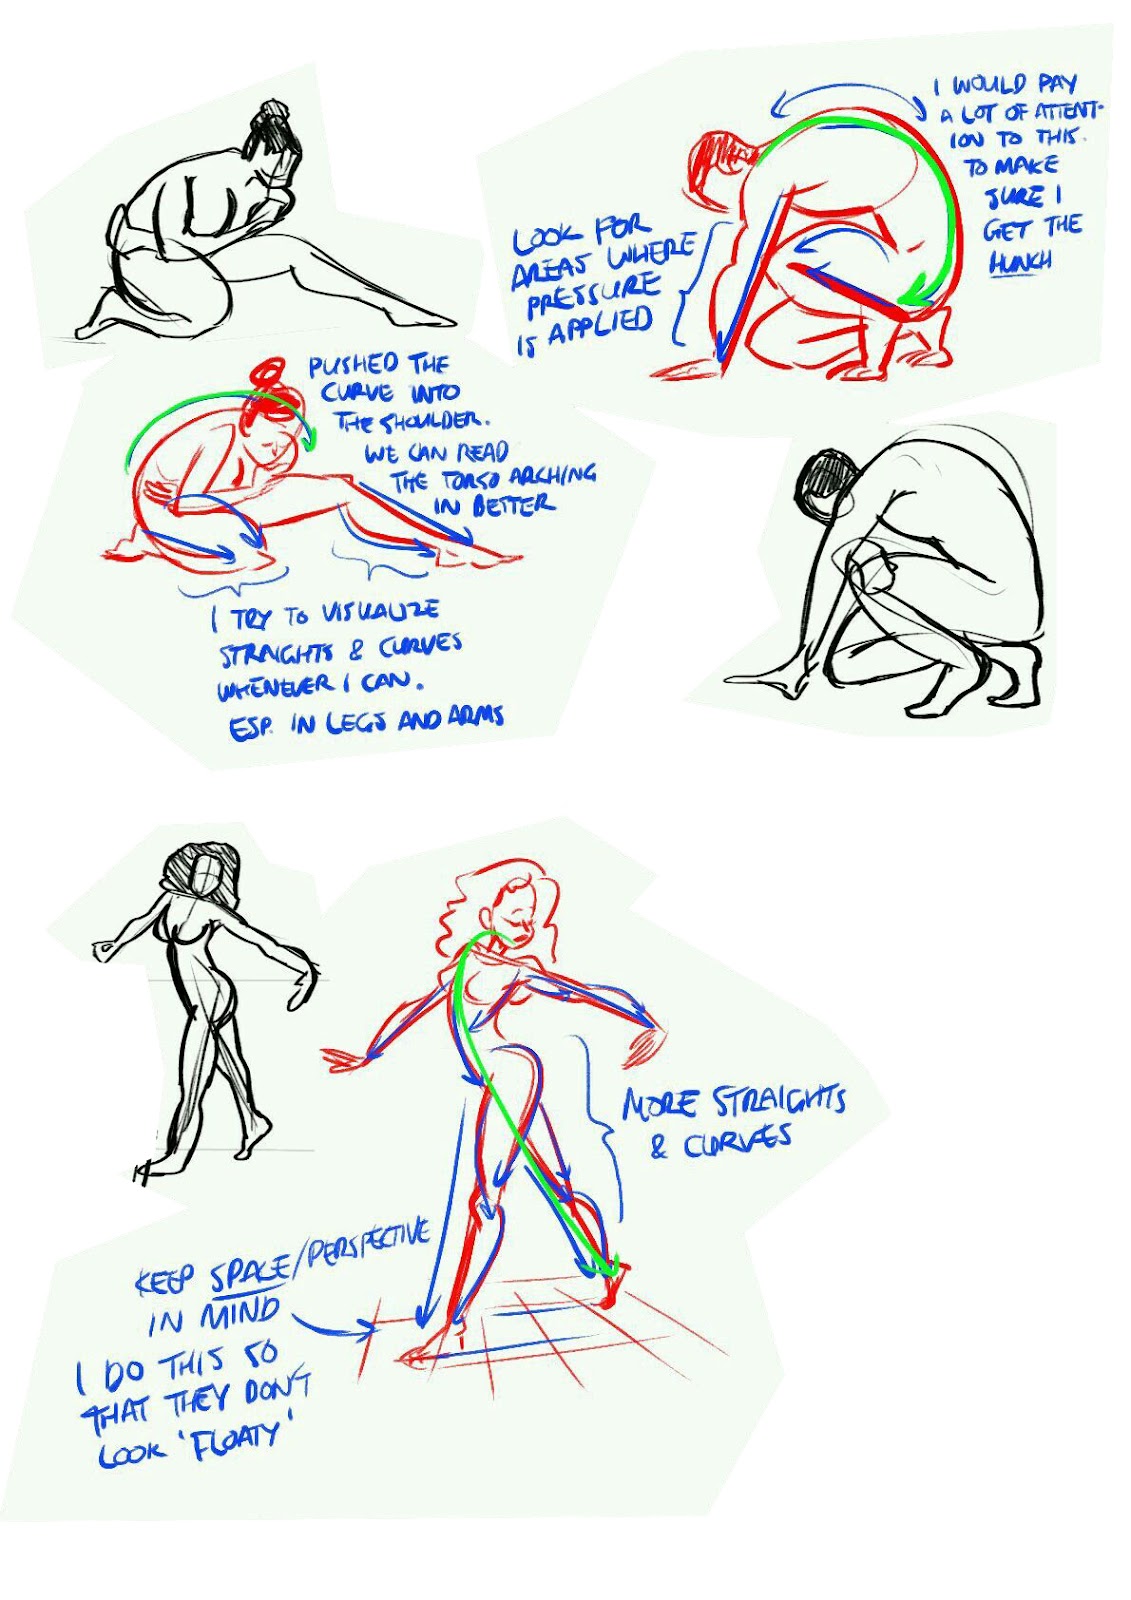 I WOULD PAY
A LOT OF ATTENT-
ION TO THIS.
TO MAKE
SURE I
GET THE
HUNCH
LOOK FOR
AREAS WHERE
PRESSURE
IS APPLIED
PUSHED THE
CURVE INTO
THE SHOULDER.
WE CAN READ
THE TORSO ARCHING
IN BETTER
I TRY TO VISUALIZE
STRAIGHTS & CURVES
WHENEVER I CAN.
ESP. IN LEGS AND ARMS
MORE STRAIGHTS
& CURVES
KEEP SPACE/PERSPECTIVE
IN MIND
I DO THIS SO
THAT THEY DON'T
LOOK 'FLOATY'